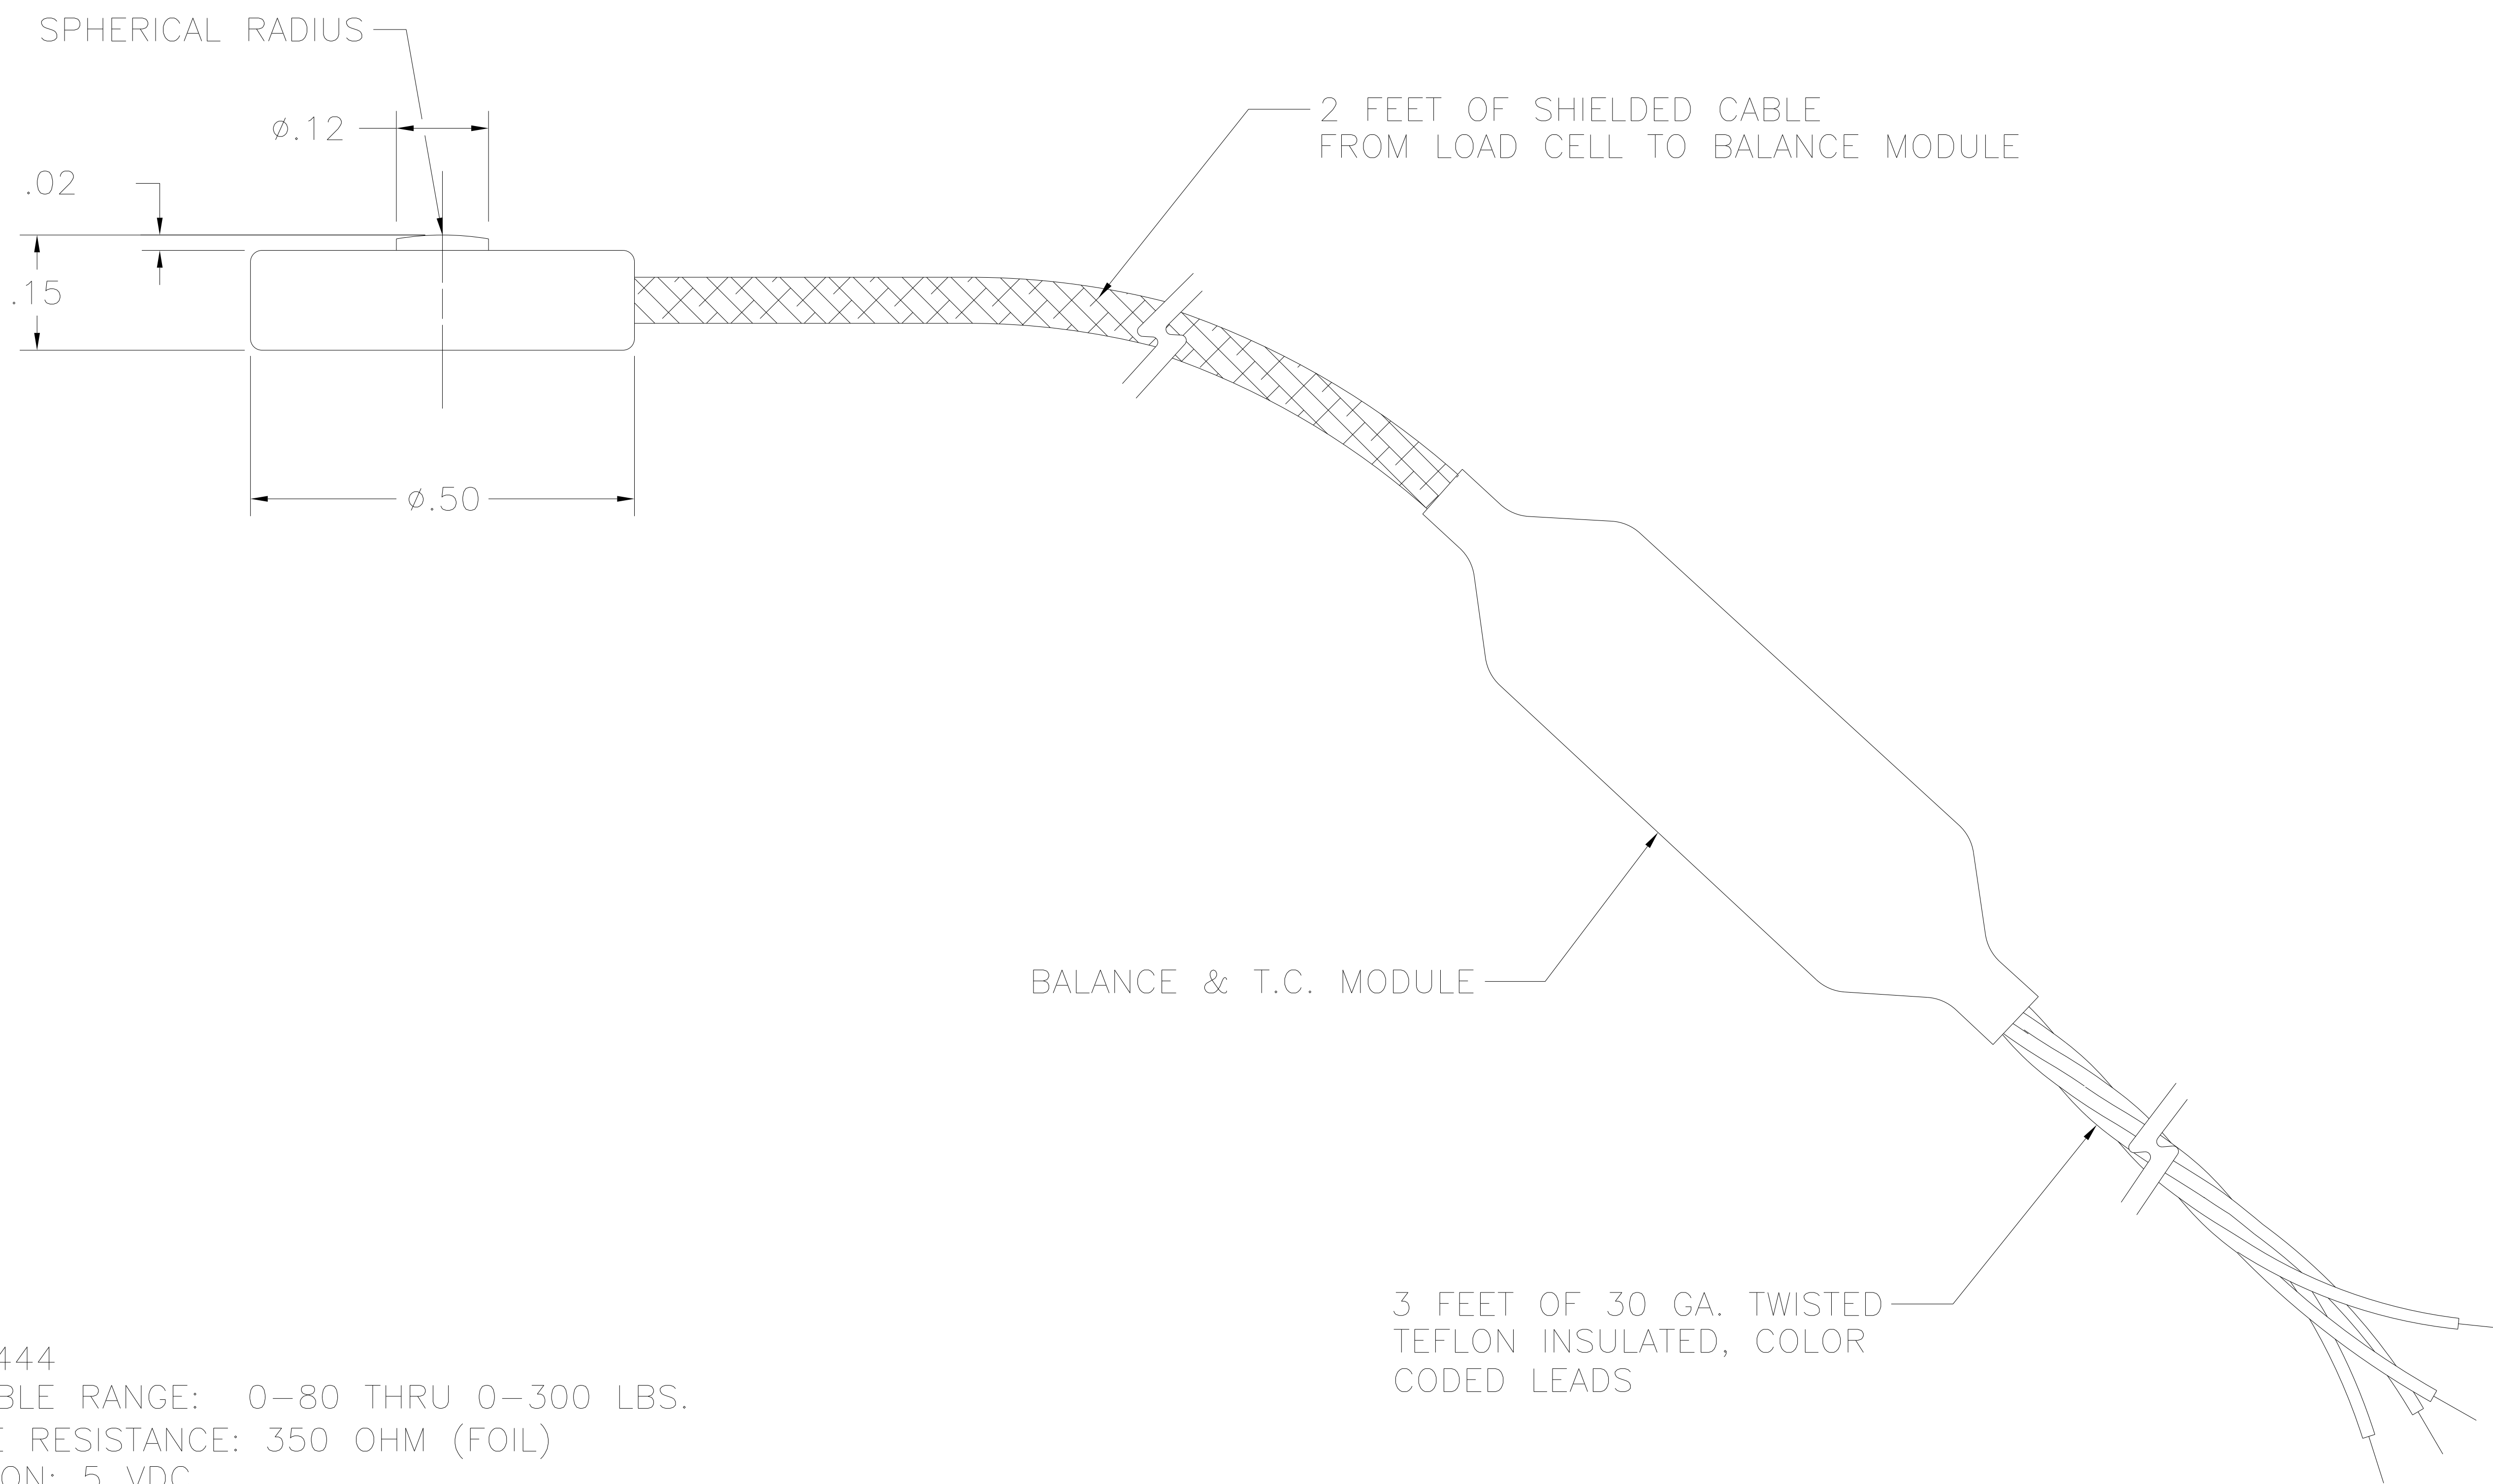 SPHERICAL RADIUS
Ø.12
.02
.15
Ø.50
2 FEET OF SHIELDED CABLE
FROM LOAD CELL TO BALANCE MODULE
BALANCE & T.C. MODULE
3 FEET OF 30 GA. TWISTED
TEFLON INSULATED, COLOR
CODED LEADS
444
RANGE: 0-80 THRU 0-300 LBS.
RESISTANCE: 350 OHM (FOIL)
5 VDC